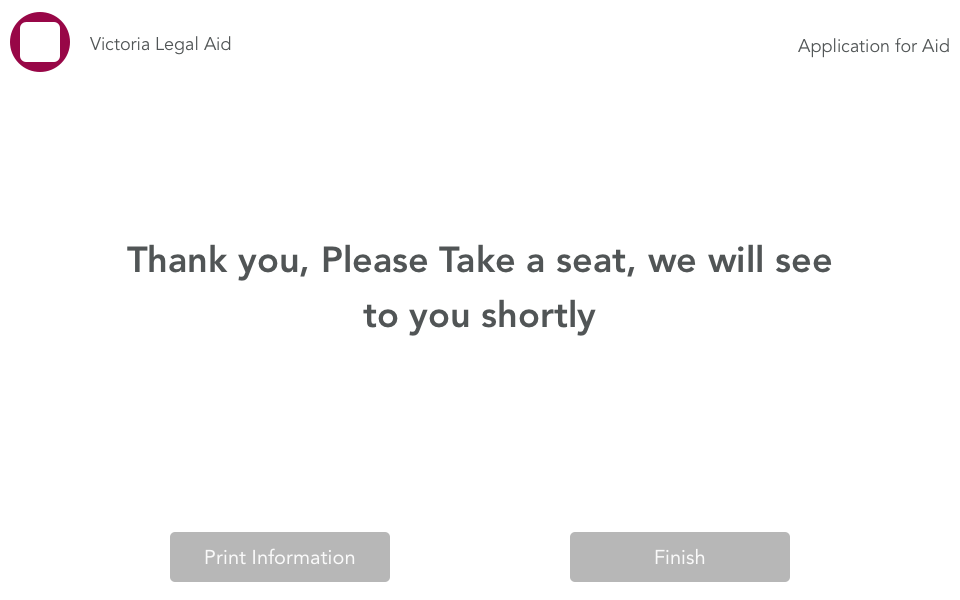 Victoria Legal Aid
Application for Aid
Thank you, Please Take a seat, we will see
to you shortly
Print Information
Finish